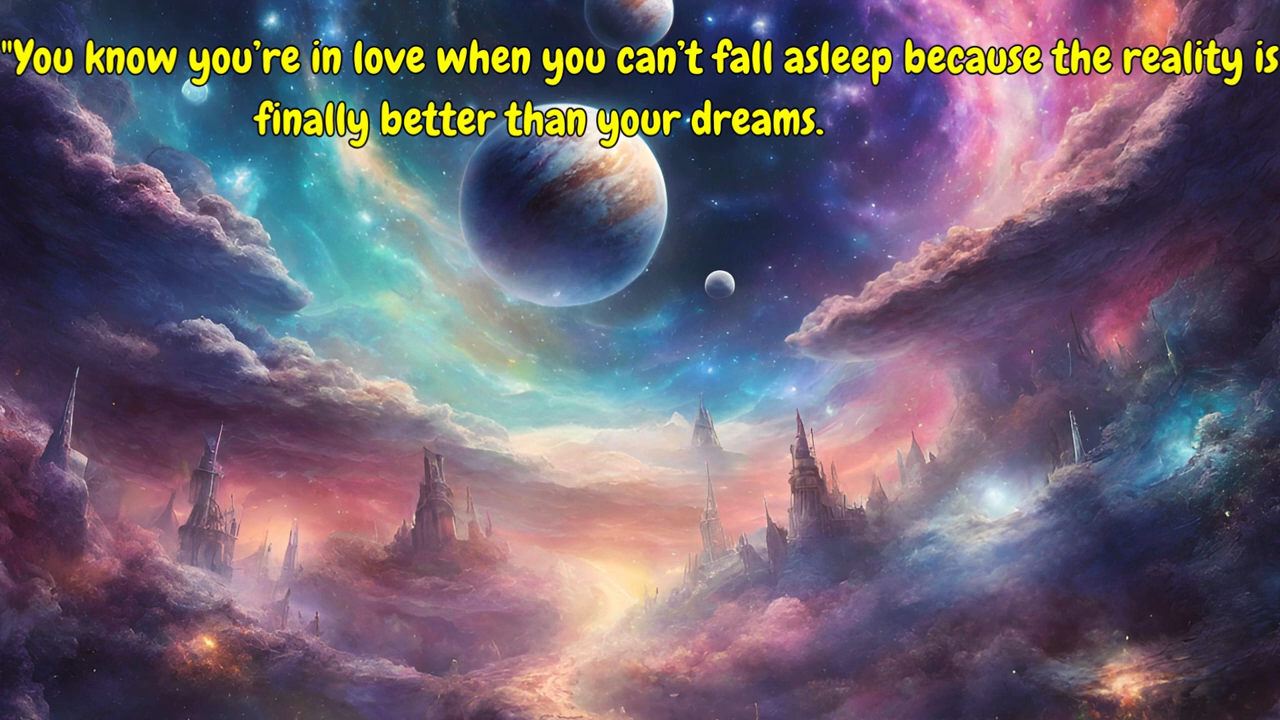 "You know you’re in love when you can’t fall asleep because the reality is
finally better than your dreams.